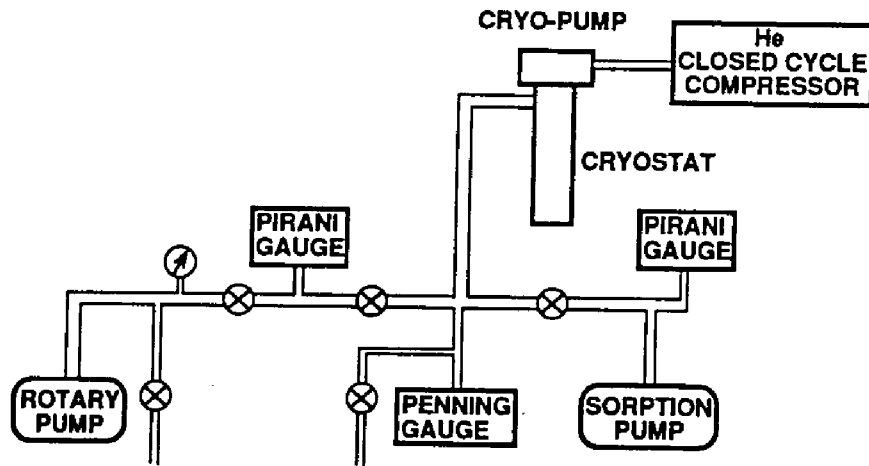 CRYO-PUMP
He
CLOSED CYCLE
COMPRESSOR
CRYOSTAT
PIRANI
GAUGE
PIRANI
GAUGE
ROTARY
PUMP
PENNING
GAUGE
SORPTION
PUMP